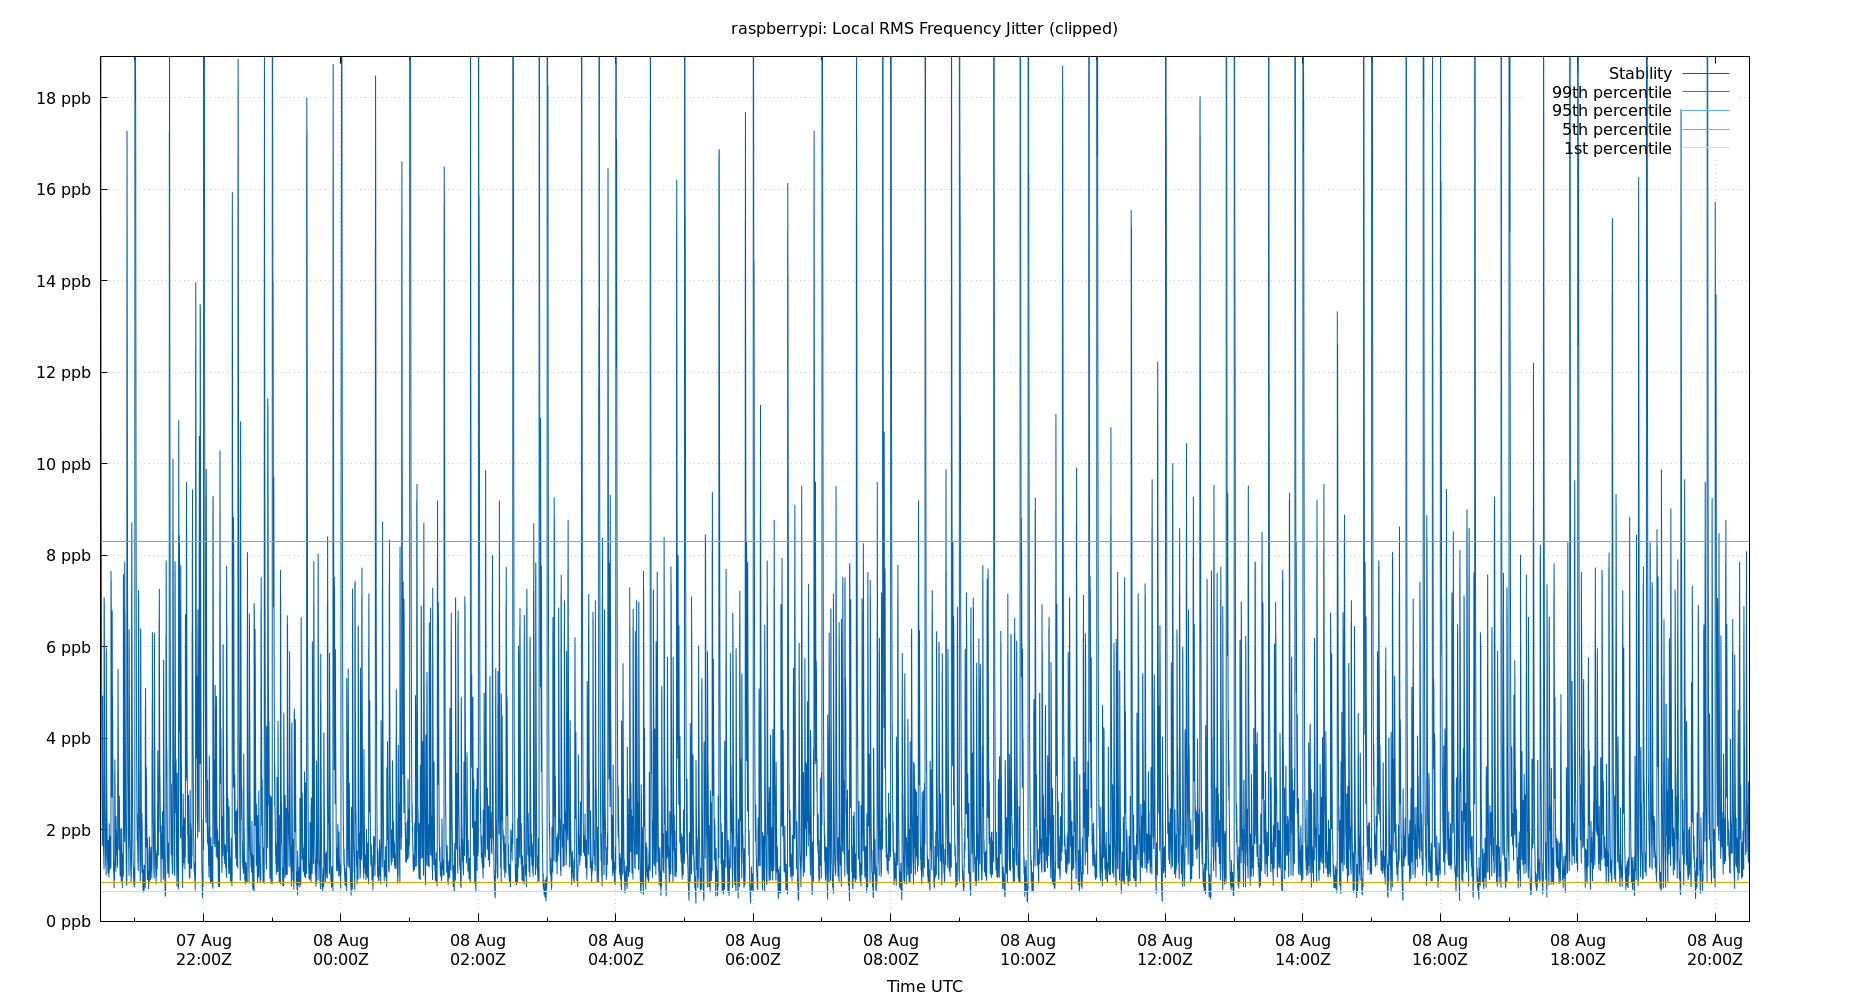 raspberrypi: Local RMS Frequency Jitter (clipped)
Stability
99th percentile
95th percentile
5th percentile
1st percentile
18 ppb
16 ppb
14 ppb
12 ppb
10 ppb
8 ppb
6 ppb
4 ppb
2 ppb
0 ppb
07 Aug 08 Aug 08 Aug 08 Aug 08 Aug 08 Aug 08 Aug 08 Aug 08 Aug 08 Aug 08 Aug 08 Aug
22:00Z 00:00Z 02:00Z 04:00Z 06:00Z 08:00Z 10:00Z 12:00Z 14:00Z 16:00Z 18:00Z 20:00Z
Time UTC